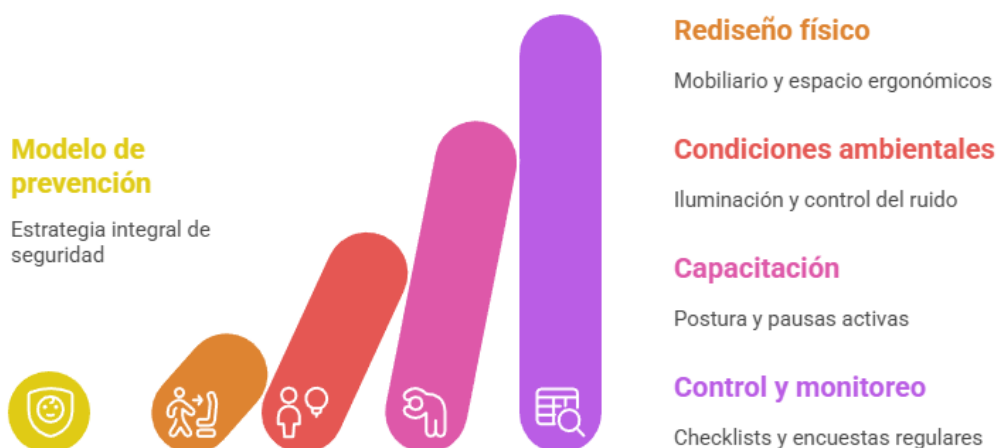 Modelo de
prevención
Estrategia integral de
seguridad
Rediseño físico
Mobiliario y espacio ergonómicos
Condiciones ambientales
Iluminación y control del ruido
Capacitación
Postura y pausas activas
Control y monitoreo
Checklists y encuestas regulares